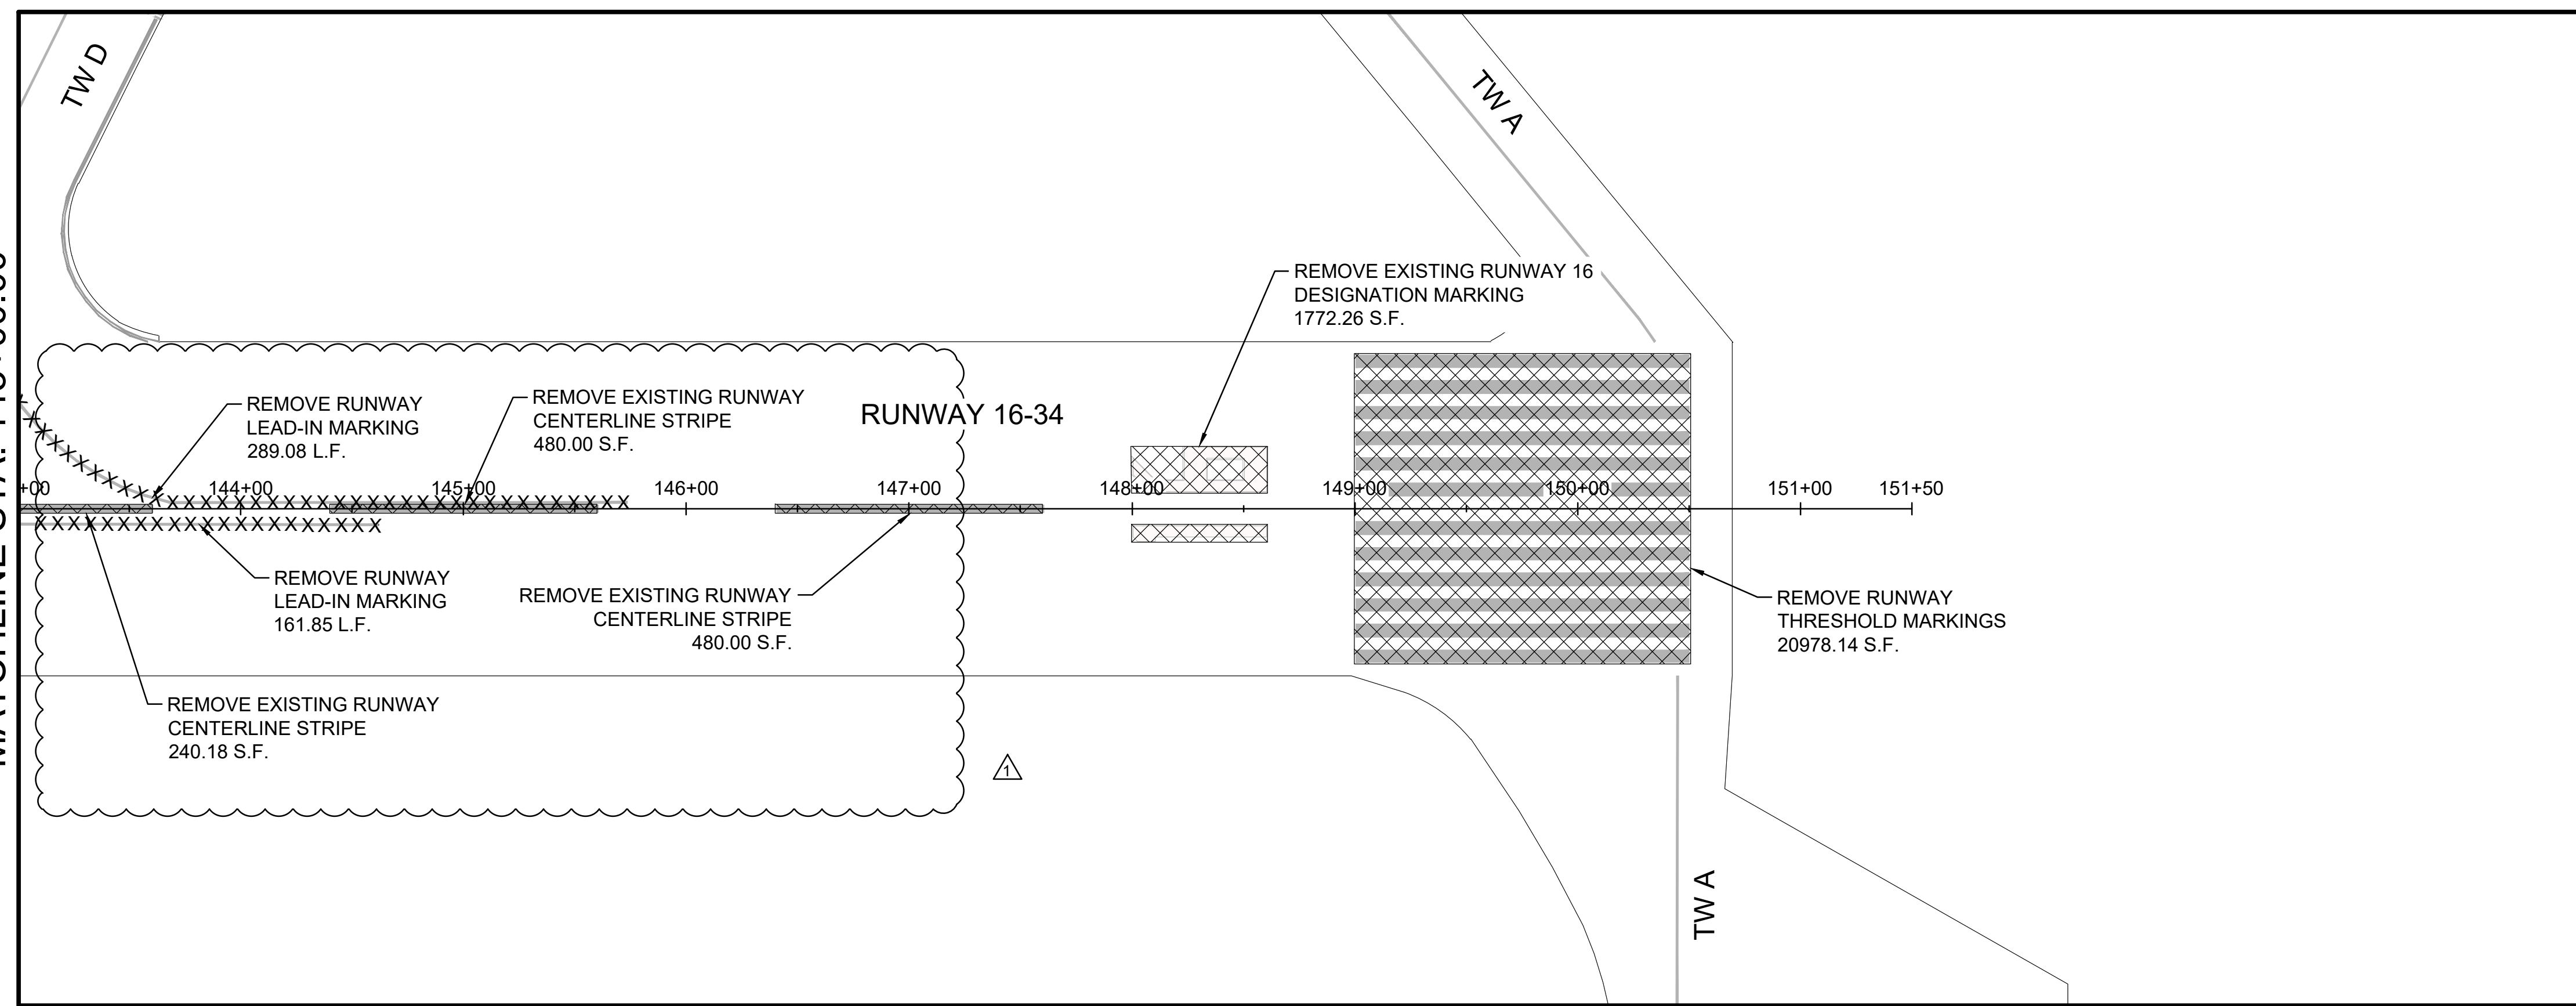 TW D
TW A
REMOVE EXISTING RUNWAY 16
DESIGNATION MARKING
1772.26 S.F.
REMOVE RUNWAY
LEAD-IN MARKING
289.08 L.F.
REMOVE EXISTING RUNWAY
CENTERLINE STRIPE
480.00 S.F.
RUNWAY 16-34
+00 144+00 145+00 146+00 147+00 148+00 149+00 150+00 151+00 151+50
REMOVE RUNWAY
LEAD-IN MARKING
161.85 L.F.
REMOVE EXISTING RUNWAY
CENTERLINE STRIPE
480.00 S.F.
REMOVE RUNWAY
THRESHOLD MARKINGS
20978.14 S.F.
REMOVE EXISTING RUNWAY
CENTERLINE STRIPE
240.18 S.F.
1
TW A